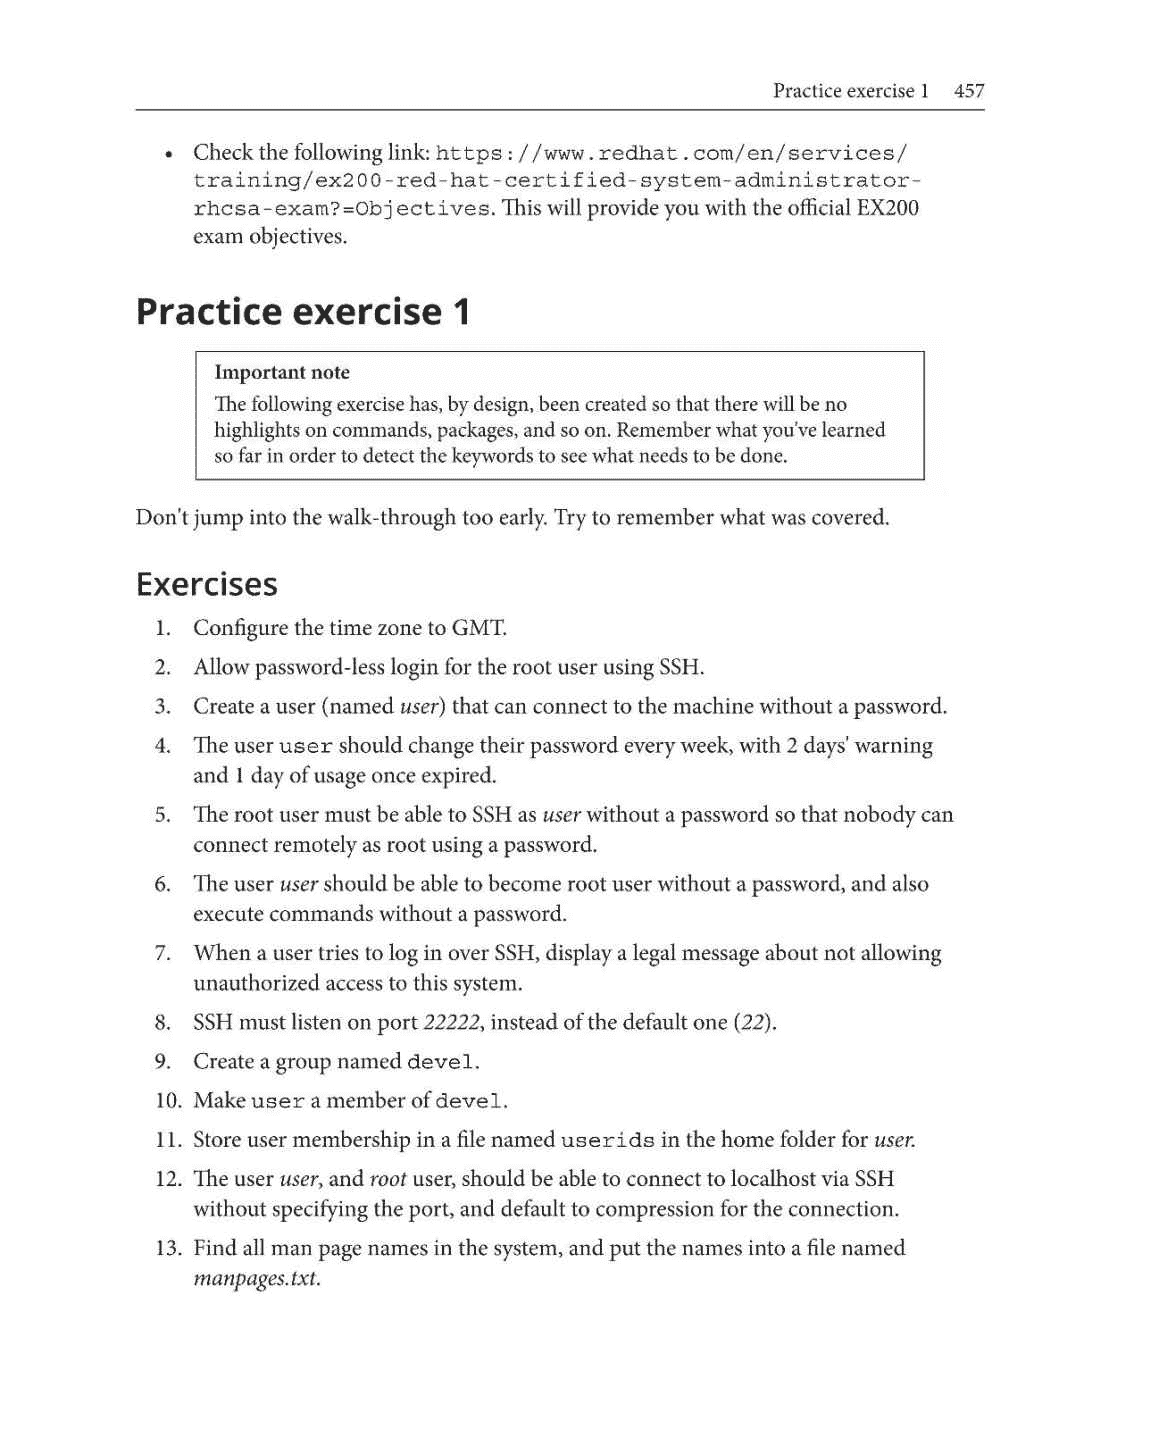 Practice exercise 1 457
• Check the following link: https://www.redhat.com/en/services/
training/ex200-red-hat-certified-system-administrator-
rhcsa-exam?=Objectives. This will provide you with the official EX200
exam objectives.
Practice exercise 1
Important note
The following exercise has, by design, been created so that there will be no
highlights on commands, packages, and so on. Remember what you've learned
so far in order to detect the keywords to see what needs to be done.
Don't jump into the walk-through too early. Try to remember what was covered.
Exercises
1. Configure the time zone to GMT.
2. Allow password-less login for the root user using SSH.
3. Create a user (named user) that can connect to the machine without a password.
4. The user user should change their password every week, with 2 days' warning
and 1 day of usage once expired.
5. The root user must be able to SSH as user without a password so that nobody can
connect remotely as root using a password.
6. The user user should be able to become root user without a password, and also
execute commands without a password.
7. When a user tries to log in over SSH, display a legal message about not allowing
unauthorized access to this system.
8. SSH must listen on port 22222, instead of the default one (22).
9. Create a group named devel.
10. Make user a member of devel.
11. Store user membership in a file named userids in the home folder for user.
12. The user user, and root user, should be able to connect to localhost via SSH
without specifying the port, and default to compression for the connection.
13. Find all man page names in the system, and put the names into a file named
manpages.txt.